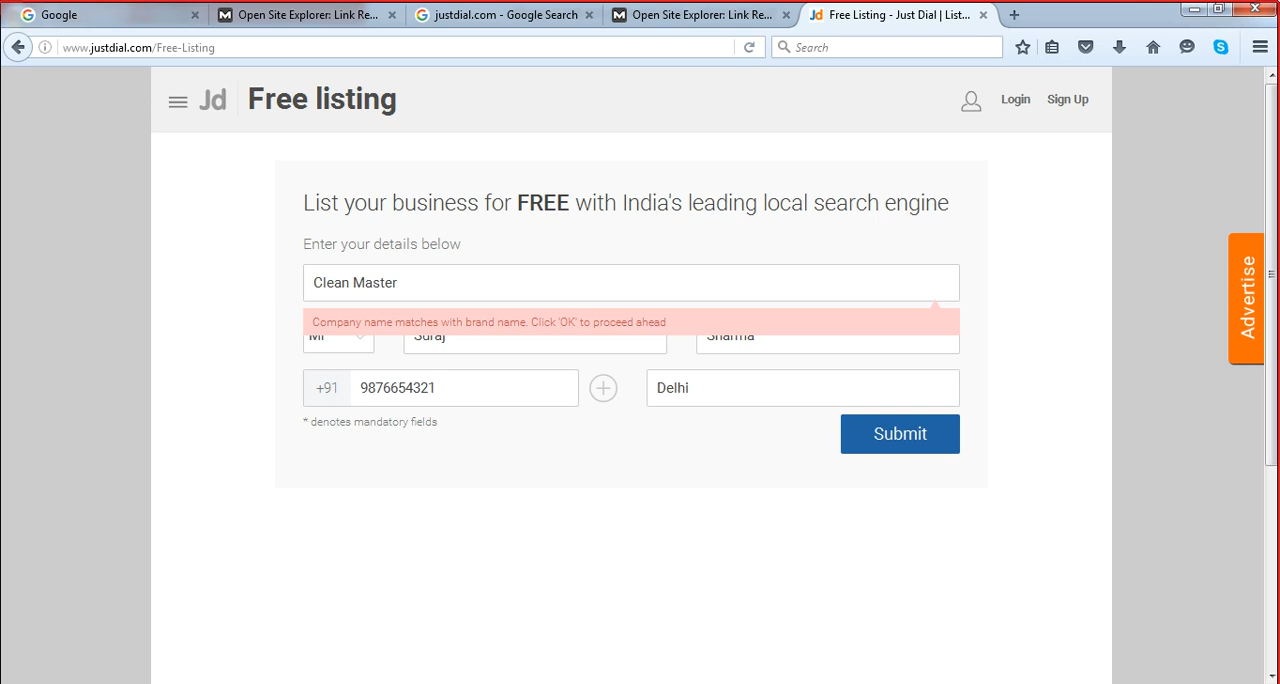 Google
Open Site Explorer: Link Re...
justdial.com - Google Search
Open Site Explorer: Link Re...
Free Listing - Just Dial | List...
www.justdial.com/Free-Listing
Search
Jd
Free listing
Login
Sign Up
List your business for FREE with India's leading local search engine
Enter your details below
Clean Master
Company name matches with brand name. Click 'OK' to proceed ahead
Mr
Suraj
Sharma
+91
9876654321
Delhi
* denotes mandatory fields
Submit
Advertise